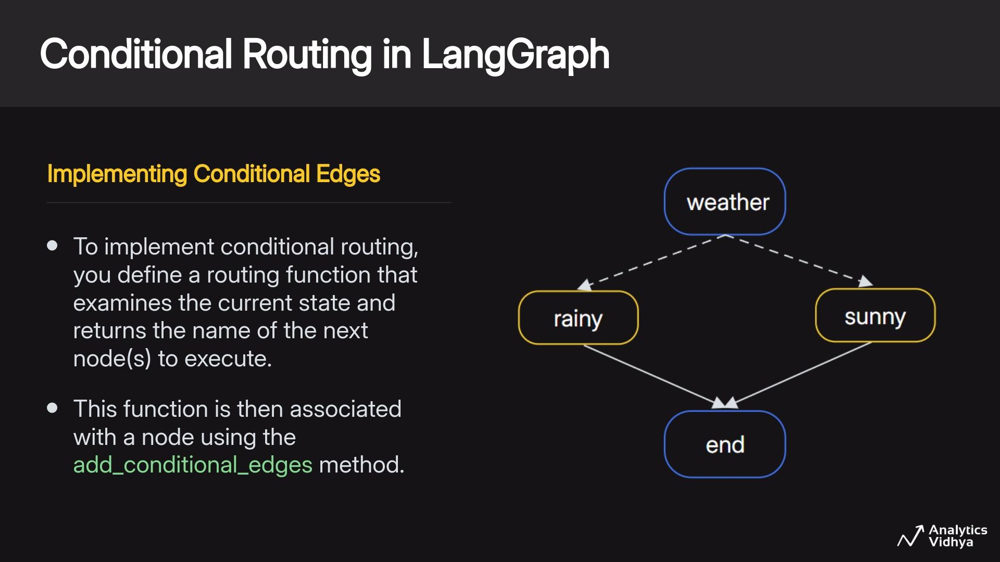 Conditional Routing in LangGraph
Implementing Conditional Edges
To implement conditional routing,
you define a routing function that
examines the current state and
returns the name of the next
node(s) to execute.
This function is then associated
with a node using the
add_conditional_edges method.
weather
rainy
sunny
end
Analytics
Vidhya